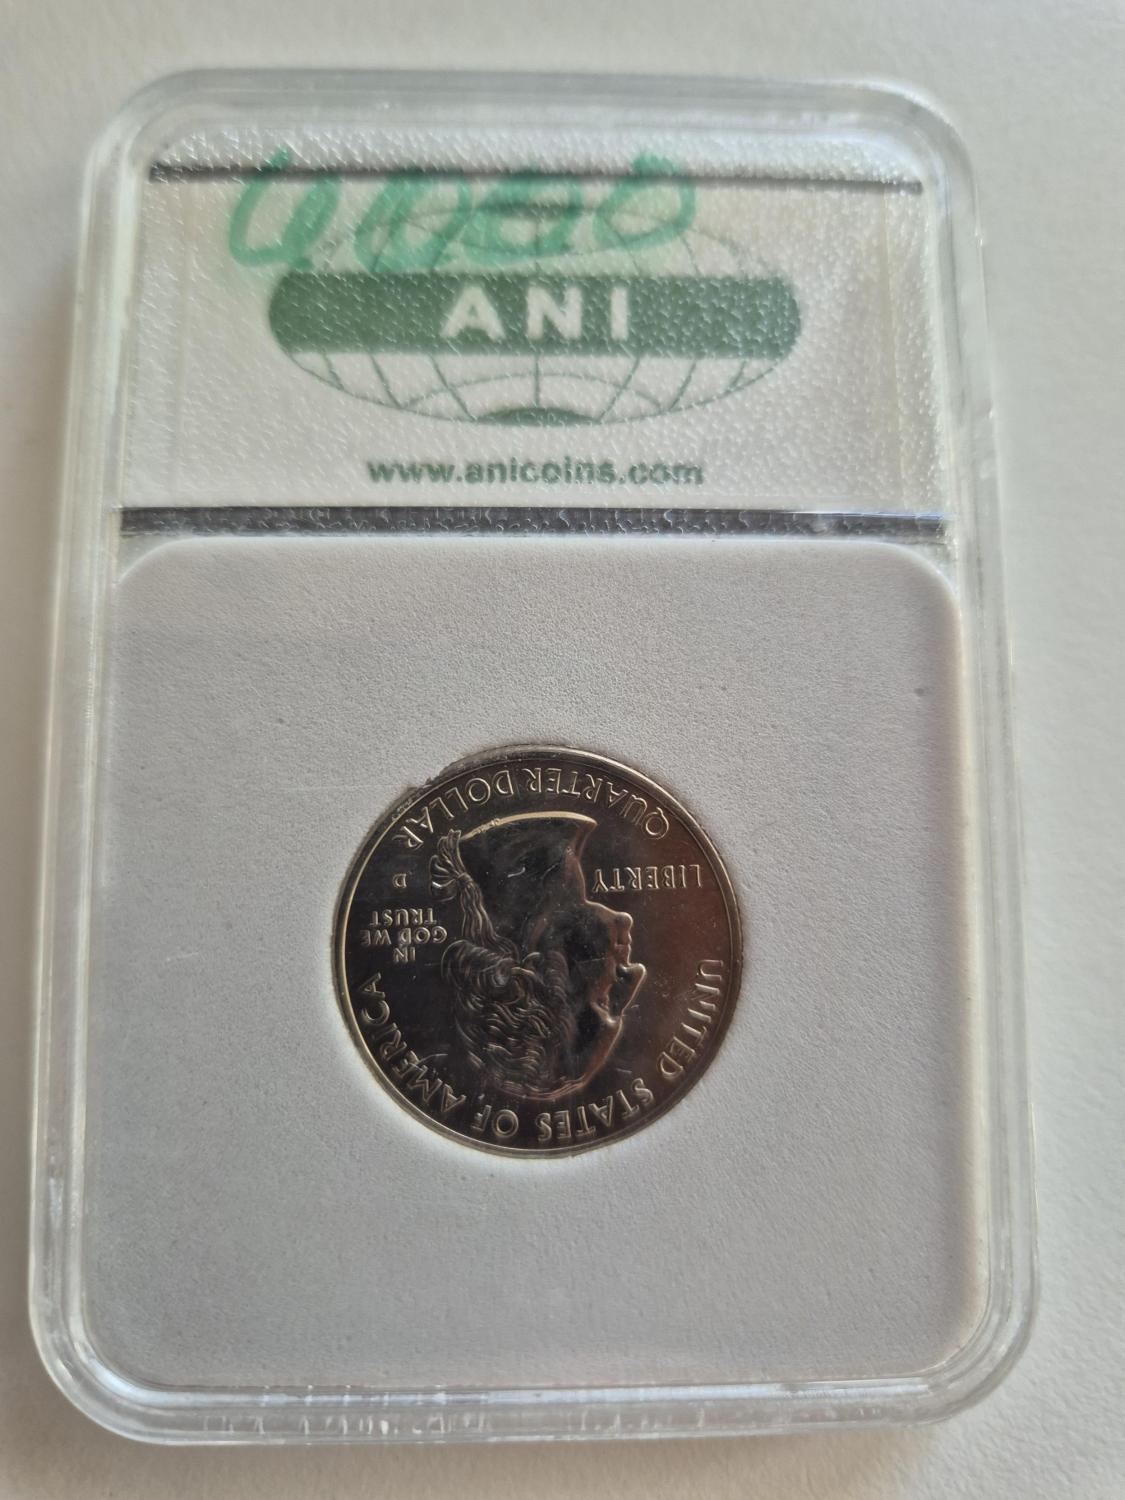 ANI
www.anicoins.com
UNITED STATES OF AMERICA
LIBERTY
IN
GOD WE
TRUST
D
QUARTER DOLLAR